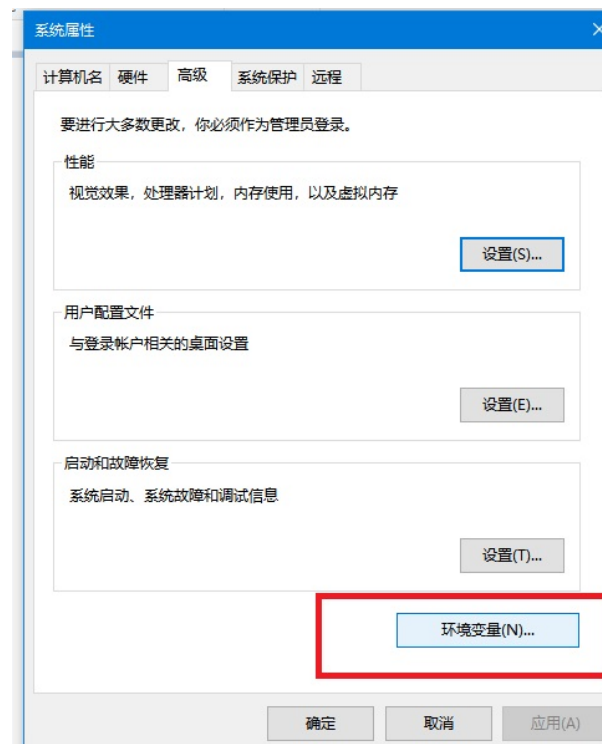 系统属性
计算机名 硬件 高级 系统保护 远程
要进行大多数更改，你必须作为管理员登录。
性能
视觉效果，处理器计划，内存使用，以及虚拟内存
设置(S)...
用户配置文件
与登录帐户相关的桌面设置
设置(E)...
启动和故障恢复
系统启动、系统故障和调试信息
设置(T)...
环境变量(N)...
确定 取消 应用(A)